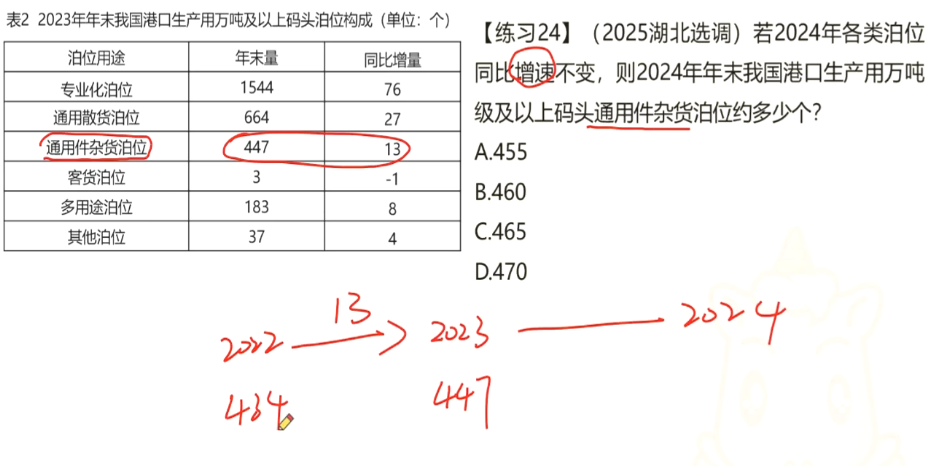 表2 2023年年末我国港口生产用万吨及以上码头泊位构成（单位：个）
泊位用途 年末量 同比增量
专业化泊位 1544 76
通用散货泊位 664 27
通用件杂货泊位 447 13
客货泊位 3 -1
多用途泊位 183 8
其他泊位 37 4
【练习24】（2025湖北选调）若2024年各类泊位
同比增速不变，则2024年年末我国港口生产用万吨
级及以上码头通用件杂货泊位约多少个？
A.455
B.460
C.465
D.470
13
2022 2023 2024
434 447